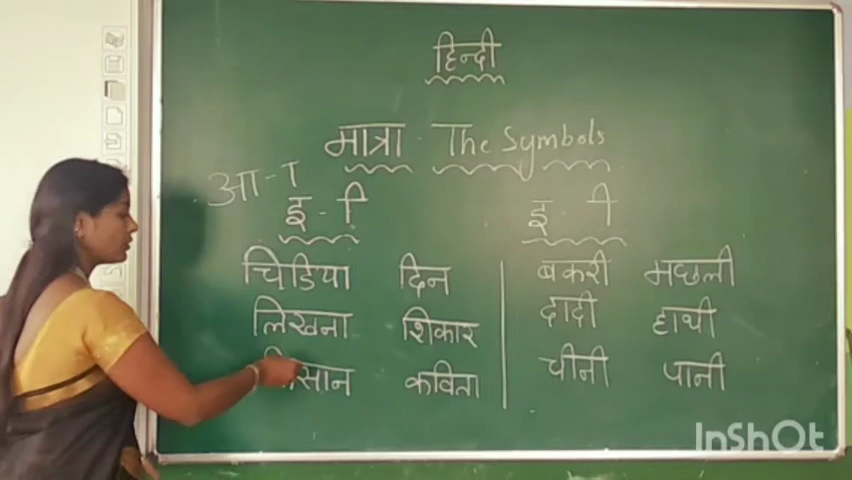 हिन्दी
मात्रा - The Symbols
आ - ा
इ - ि
इ - ी
चिडिया दिन
लिखना शिकार
सान कविता
बकरी मछली
दादी हाथी
चीनी पानी
InShOt